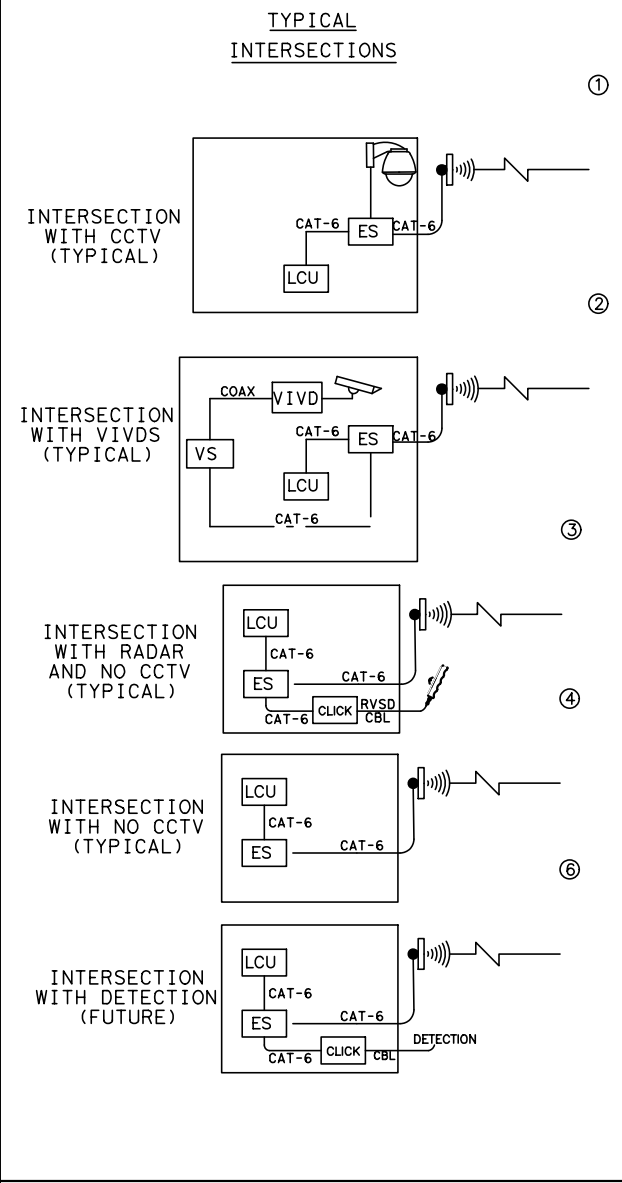 TYPICAL
INTERSECTIONS
①
INTERSECTION
WITH CCTV
(TYPICAL)
CAT-6
ES
CAT-6
LCU
②
INTERSECTION
WITH VIVDS
(TYPICAL)
COAX
VIVD
CAT-6
ES
CAT-6
VS
LCU
CAT-6
③
INTERSECTION
WITH RADAR
AND NO CCTV
(TYPICAL)
LCU
CAT-6
ES
CAT-6
CAT-6
CLICK
RVSD
CBL
④
INTERSECTION
WITH NO CCTV
(TYPICAL)
LCU
CAT-6
ES
CAT-6
⑥
INTERSECTION
WITH DETECTION
(FUTURE)
LCU
CAT-6
ES
CAT-6
CAT-6
CLICK
CBL
DETECTION